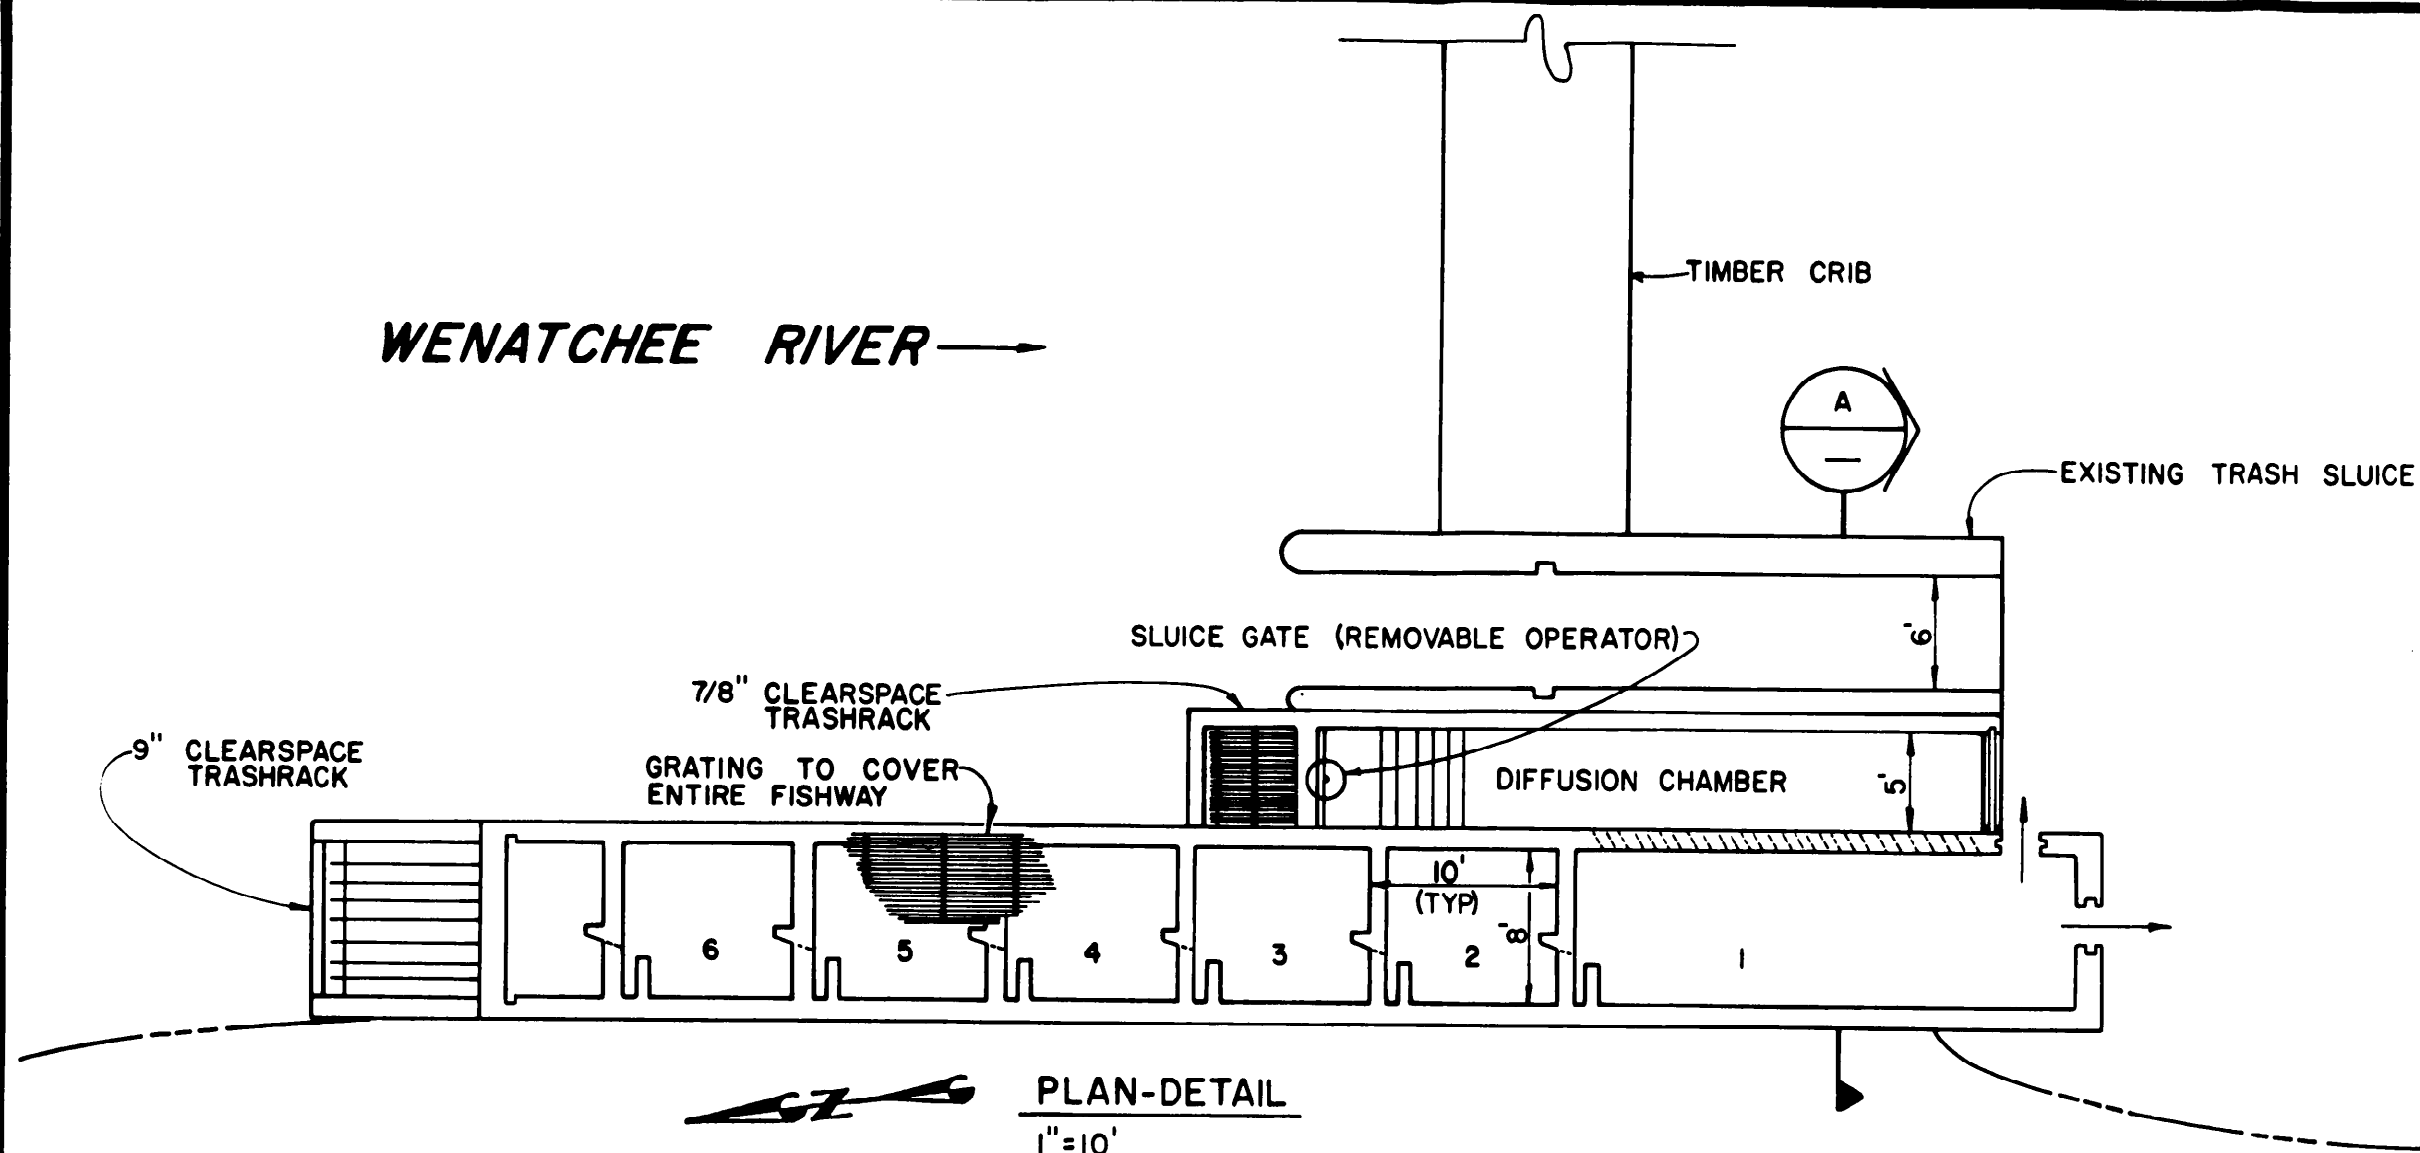 TIMBER CRIB
WENATCHEE RIVER
A
EXISTING TRASH SLUICE
SLUICE GATE (REMOVABLE OPERATOR)
6'
7/8" CLEARSPACE
TRASHRACK
9" CLEARSPACE
TRASHRACK
GRATING TO COVER
ENTIRE FISHWAY
DIFFUSION CHAMBER
5'
10'
(TYP)
8'
6
5
4
3
2
1
N
PLAN-DETAIL
1"=10'